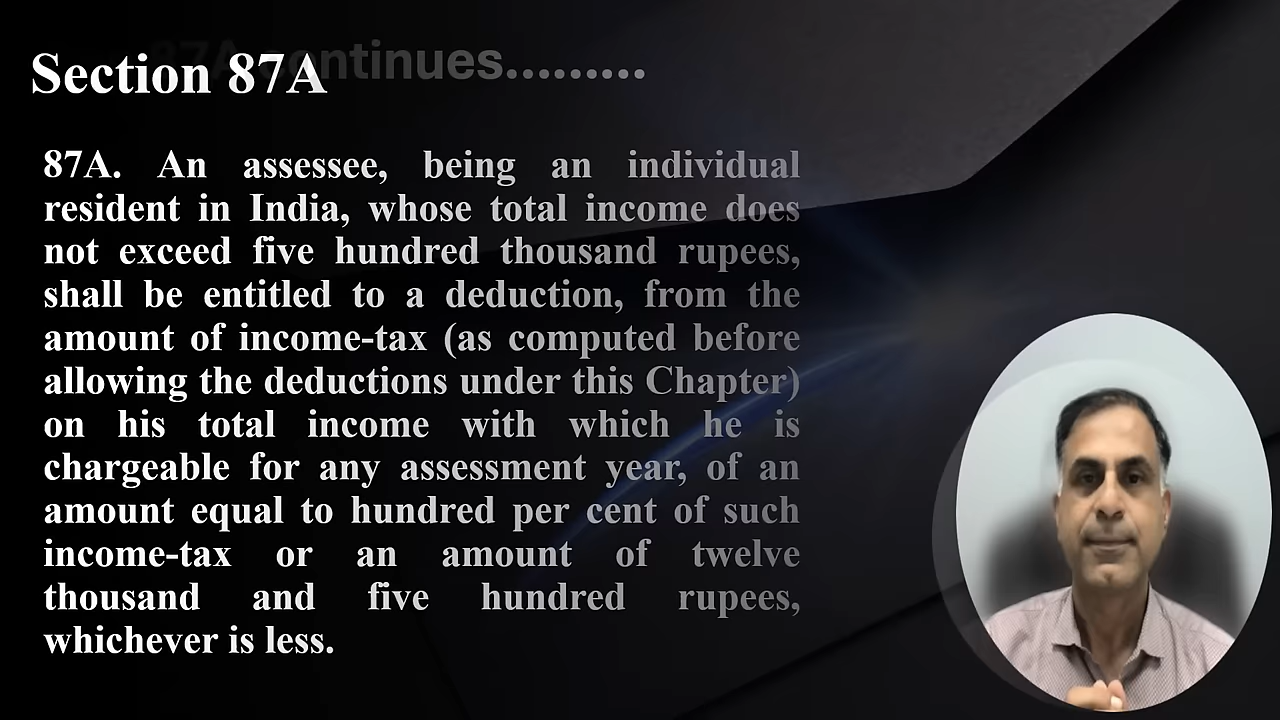 Section 87A
ntinues.........
87A. An assessee, being an individual
resident in India, whose total income does
not exceed five hundred thousand rupees,
shall be entitled to a deduction, from the
amount of income-tax (as computed before
allowing the deductions under this Chapter)
on his total income with which he is
chargeable for any assessment year, of an
amount equal to hundred per cent of such
income-tax or an amount of twelve
thousand and five hundred rupees,
whichever is less.